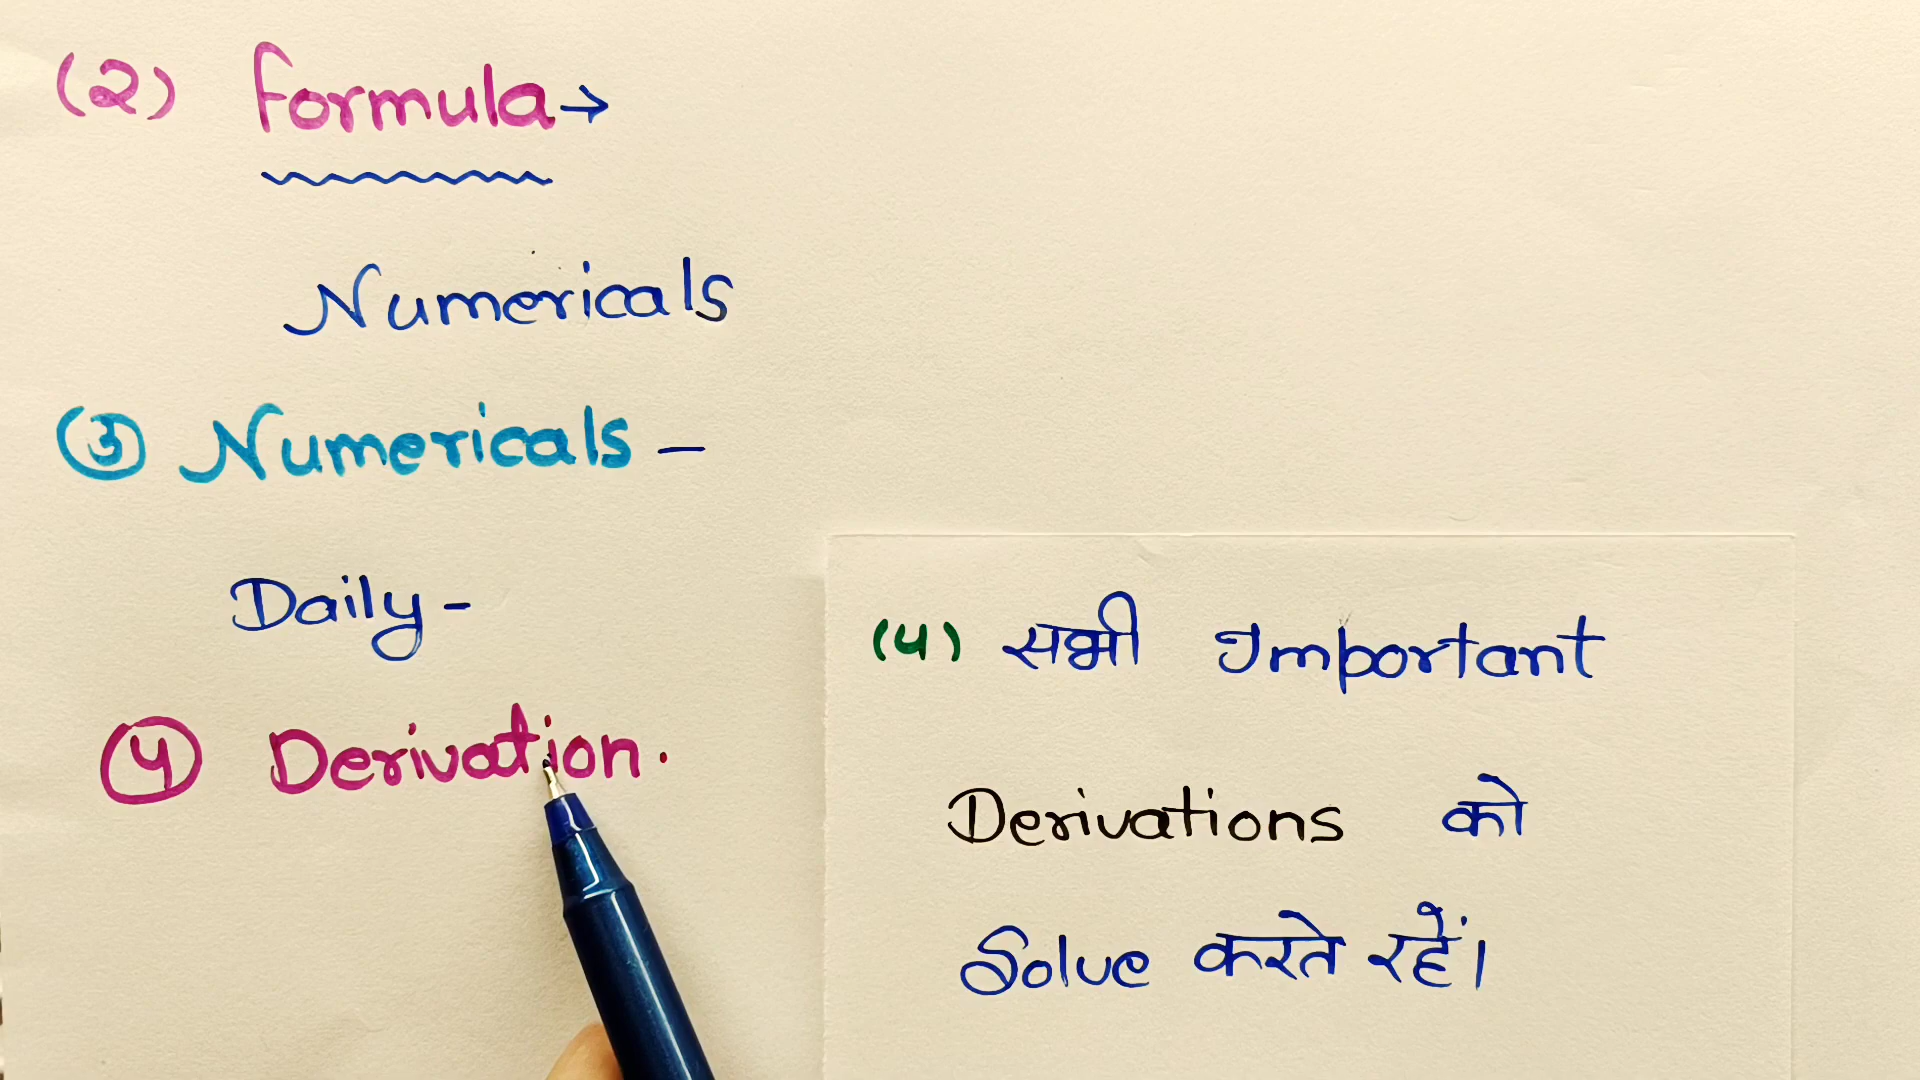 (2) Formula→
Numericals
③ Numericals –
Daily -
④ Derivation.
(4) सभी Important
Derivations को
Solve करते रहें।